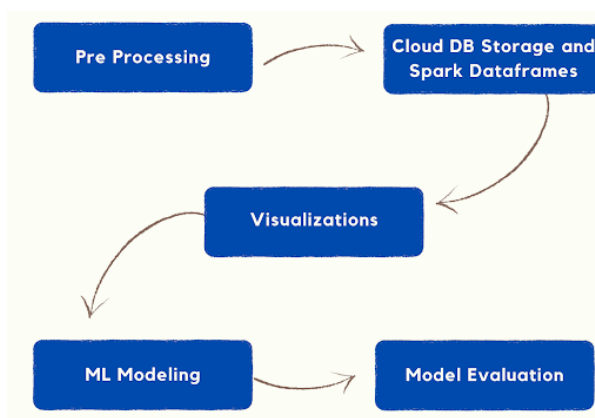 Pre Processing
Cloud DB Storage and
Spark Dataframes
Visualizations
ML Modeling
Model Evaluation